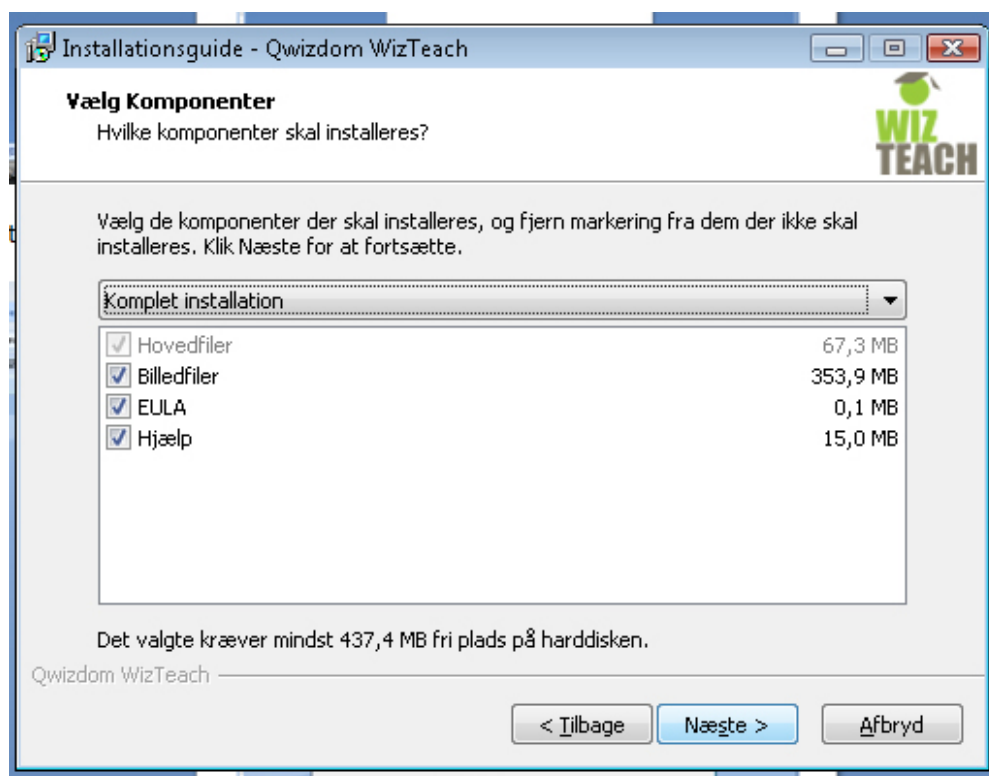 Installationsguide - Qwizdom WizTeach
Vælg Komponenter
Hvilke komponenter skal installeres?
WIZ
TEACH
Vælg de komponenter der skal installeres, og fjern markering fra dem der ikke skal
installeres. Klik Næste for at fortsætte.
Komplet installation
Hovedfiler 67,3 MB
Billedfiler 353,9 MB
EULA 0,1 MB
Hjælp 15,0 MB
Det valgte kræver mindst 437,4 MB fri plads på harddisken.
Qwizdom WizTeach
< Tilbage Næste > Afbryd